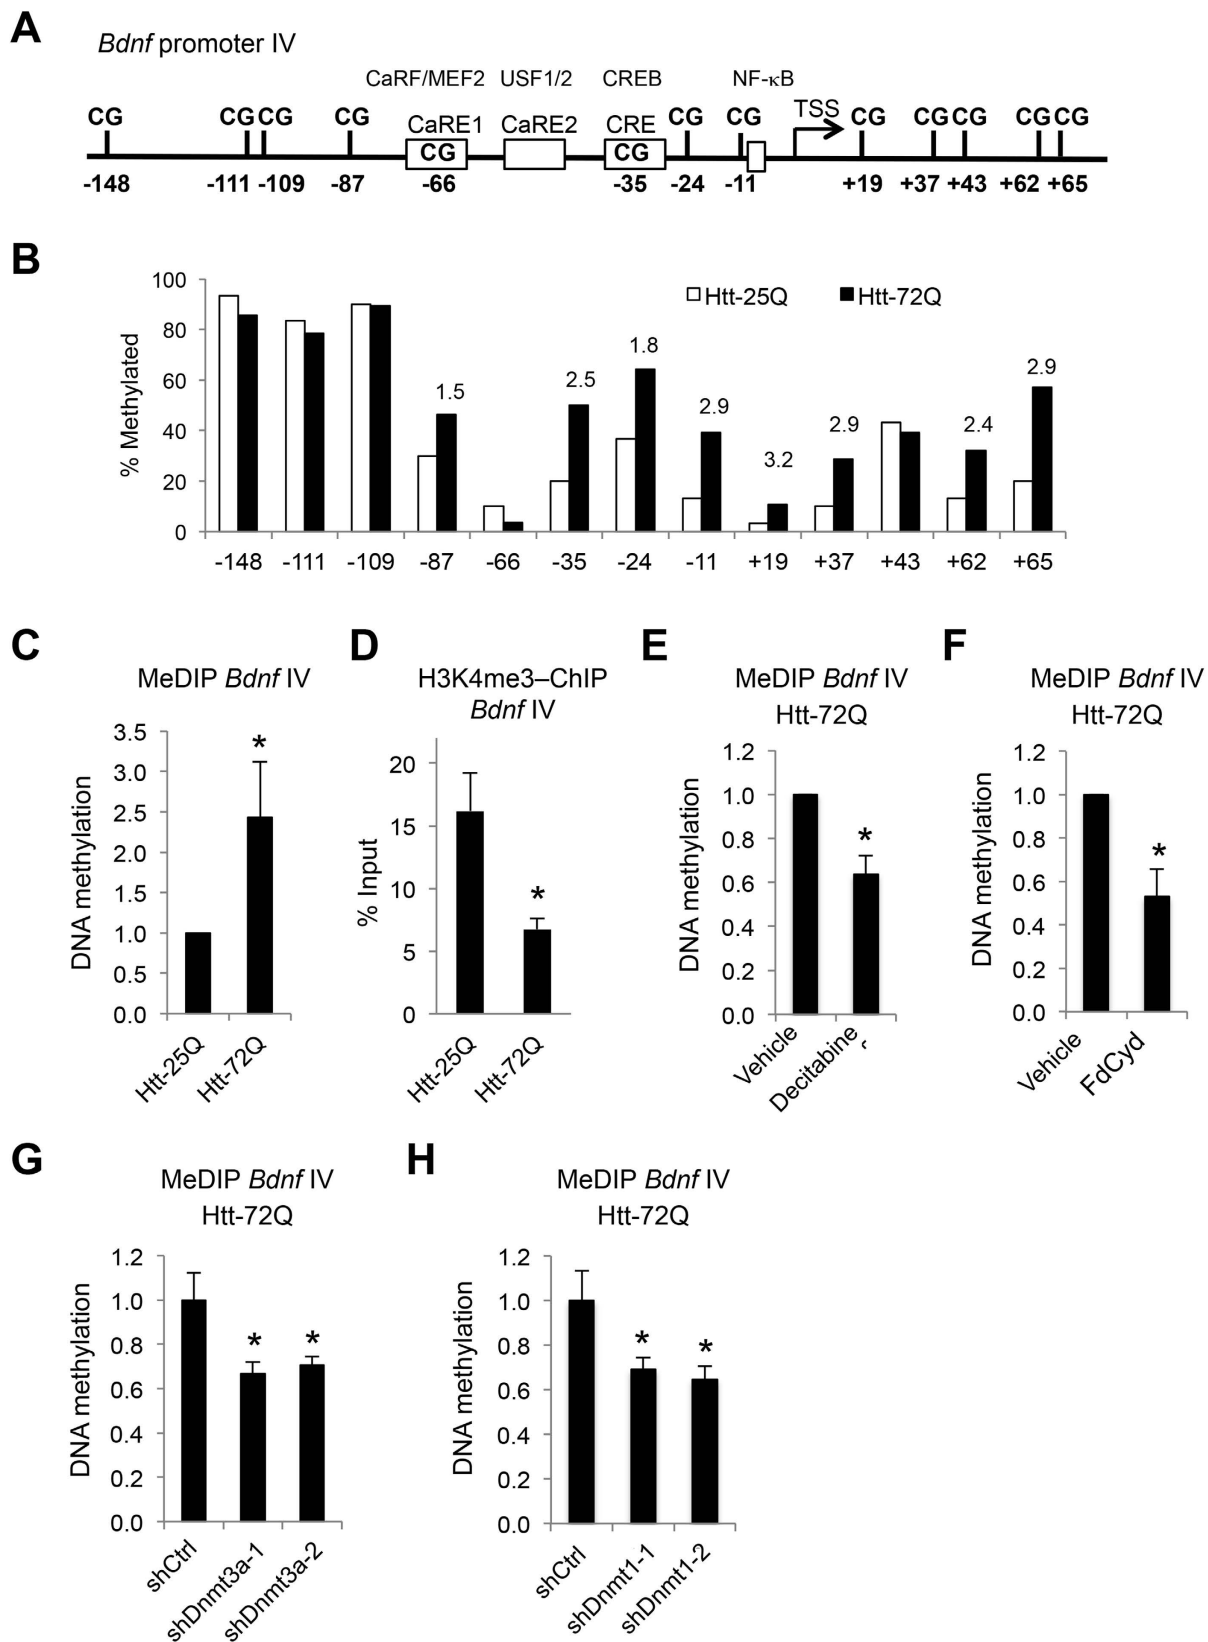 A
Bdnf promoter IV
CaRF/MEF2 USF1/2 CREB NF-κB
CG CG CG CG CaRE1 CaRE2 CRE CG CG TSS CG CG CG CG CG
CG CG
-148 -111 -109 -87 -66 -35 -24 -11 +19 +37 +43 +62 +65
B
% Methylated
100
80
60
40
20
0
Htt-25Q Htt-72Q
1.5 2.5 1.8 2.9 3.2 2.9 2.4 2.9
-148 -111 -109 -87 -66 -35 -24 -11 +19 +37 +43 +62 +65
C
MeDIP Bdnf IV
DNA methylation
3.5
3.0
2.5
2.0
1.5
1.0
0.5
0.0
*
Htt-25Q Htt-72Q
D
H3K4me3–ChIP
Bdnf IV
% Input
20
15
10
5
0
*
Htt-25Q Htt-72Q
E
MeDIP Bdnf IV
Htt-72Q
DNA methylation
1.2
1.0
0.8
0.6
0.4
0.2
0.0
*
Vehicle Decitabine
F
MeDIP Bdnf IV
Htt-72Q
DNA methylation
1.2
1.0
0.8
0.6
0.4
0.2
0.0
*
Vehicle FdCyd
G
MeDIP Bdnf IV
Htt-72Q
DNA methylation
1.2
1.0
0.8
0.6
0.4
0.2
0.0
* *
shCtrl shDnmt3a-1 shDnmt3a-2
H
MeDIP Bdnf IV
Htt-72Q
DNA methylation
1.2
1.0
0.8
0.6
0.4
0.2
0.0
* *
shCtrl shDnmt1-1 shDnmt1-2